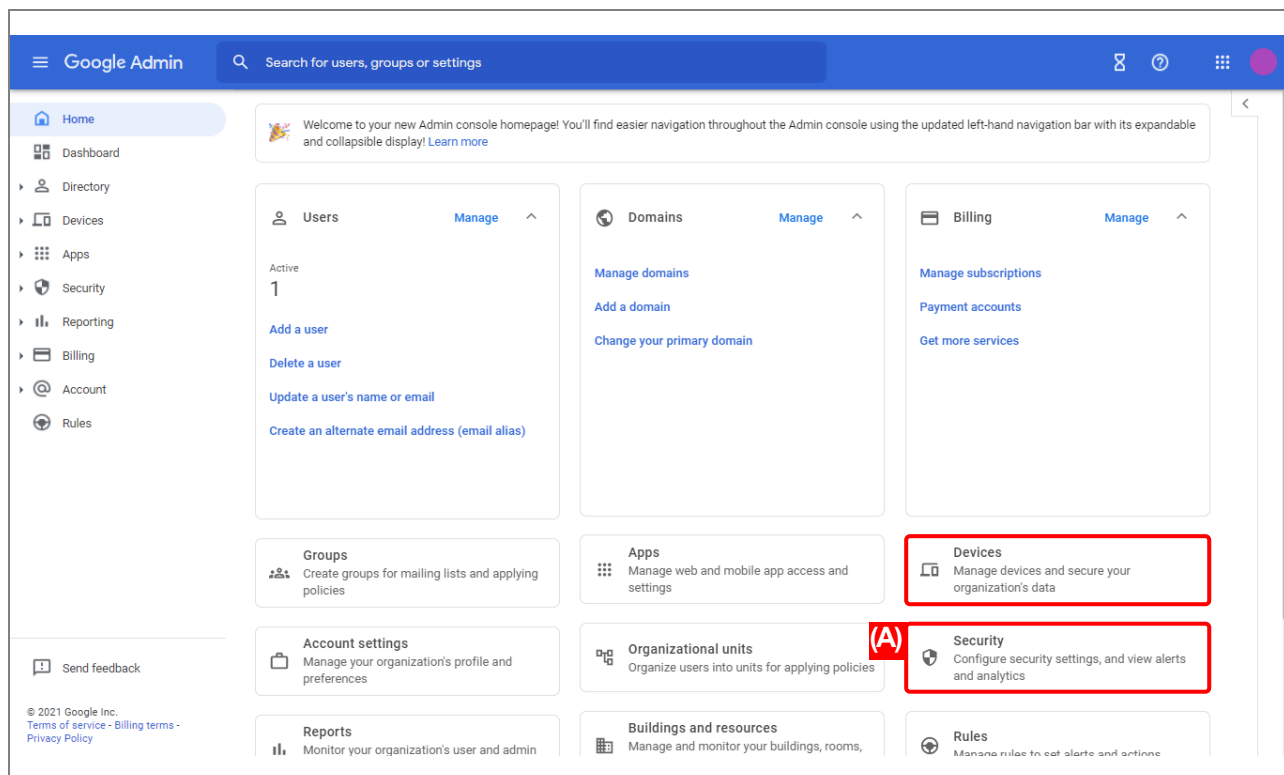 Google Admin
Search for users, groups or settings
Home
Dashboard
Directory
Devices
Apps
Security
Reporting
Billing
Account
Rules
Send feedback
© 2021 Google Inc.
Terms of service - Billing terms -
Privacy Policy
Welcome to your new Admin console homepage! You'll find easier navigation throughout the Admin console using the updated left-hand navigation bar with its expandable
and collapsible display! Learn more
Users Manage
Active
1
Add a user
Delete a user
Update a user's name or email
Create an alternate email address (email alias)
Domains Manage
Manage domains
Add a domain
Change your primary domain
Billing Manage
Manage subscriptions
Payment accounts
Get more services
Groups
Create groups for mailing lists and applying
policies
Apps
Manage web and mobile app access and
settings
Devices
Manage devices and secure your
organization's data
Account settings
Manage your organization's profile and
preferences
Organizational units
Organize users into units for applying policies
(A)
Security
Configure security settings, and view alerts
and analytics
Reports
Monitor your organization's user and admin
Buildings and resources
Manage and monitor your buildings, rooms,
Rules
Manage rules to set alerts and actions